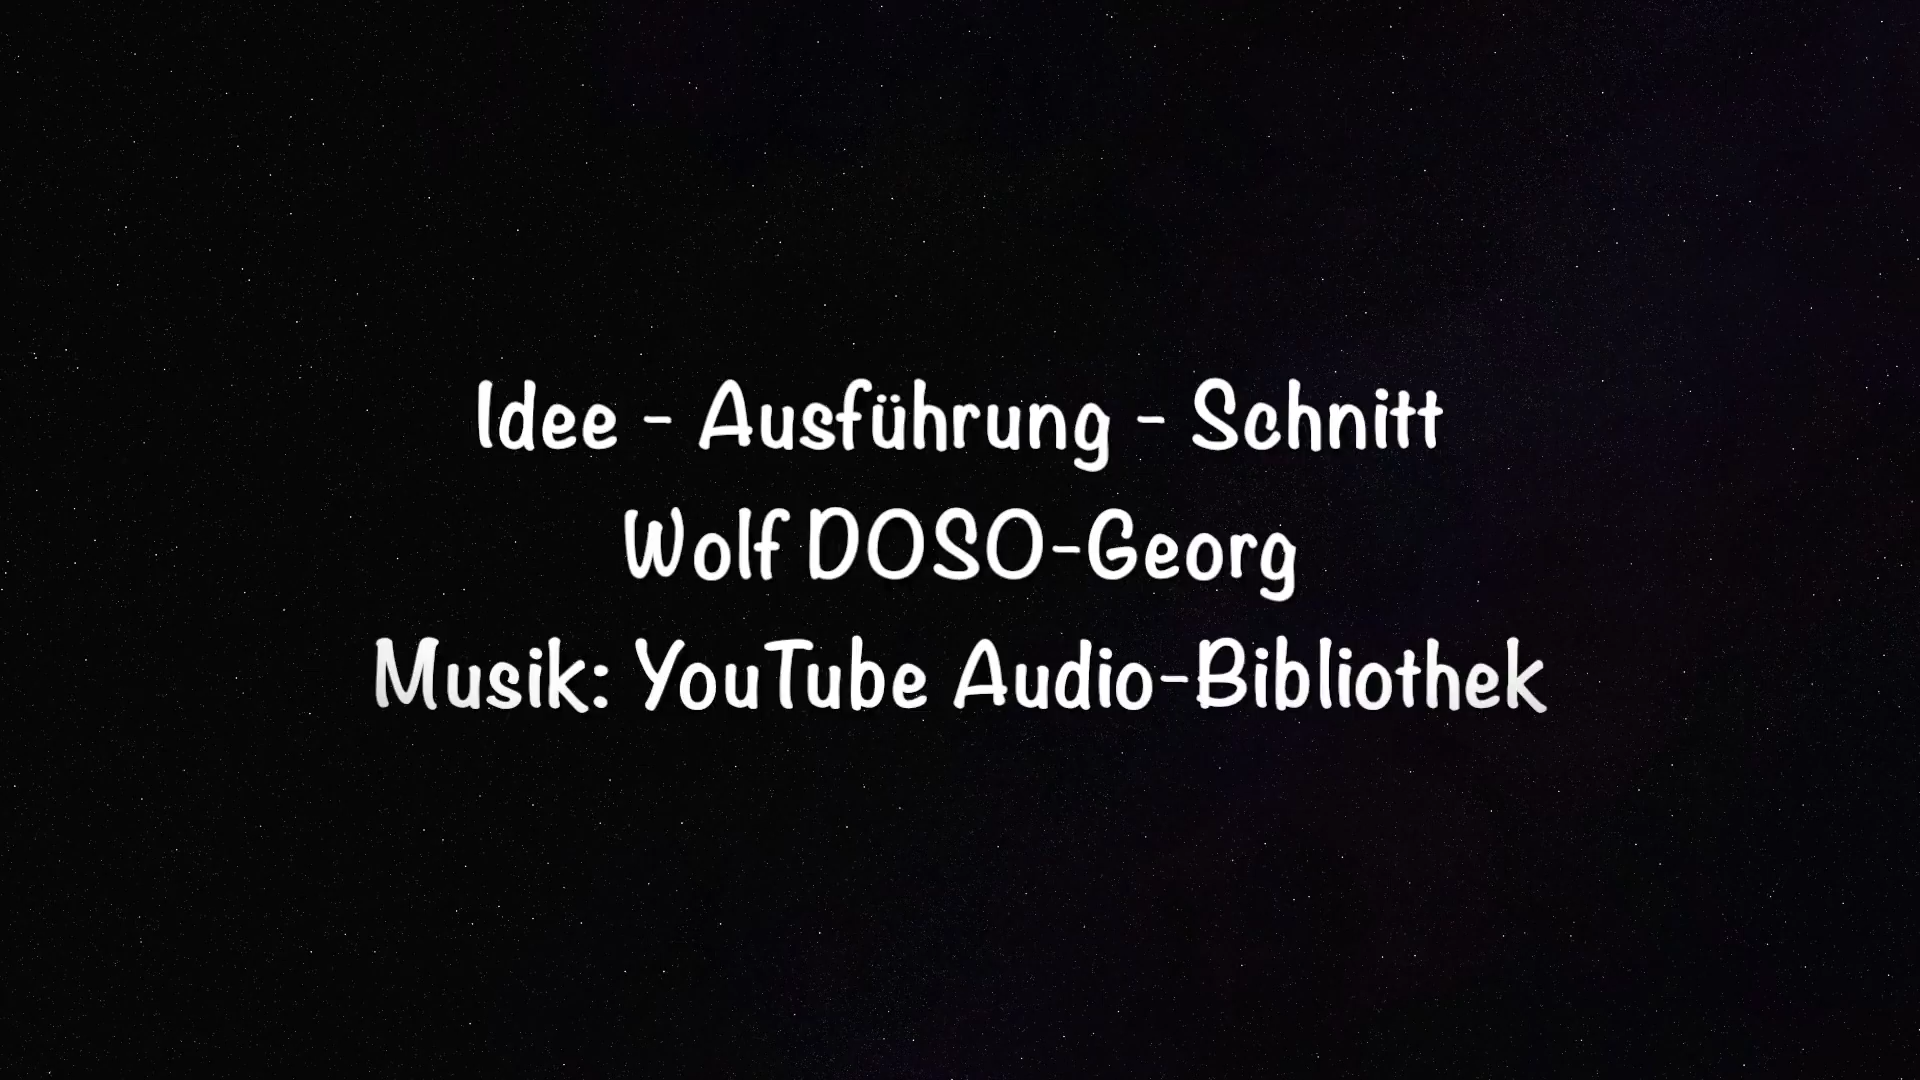 Idee - Ausführung - Schnitt
Wolf DOSO-Georg
Musik: YouTube Audio-Bibliothek